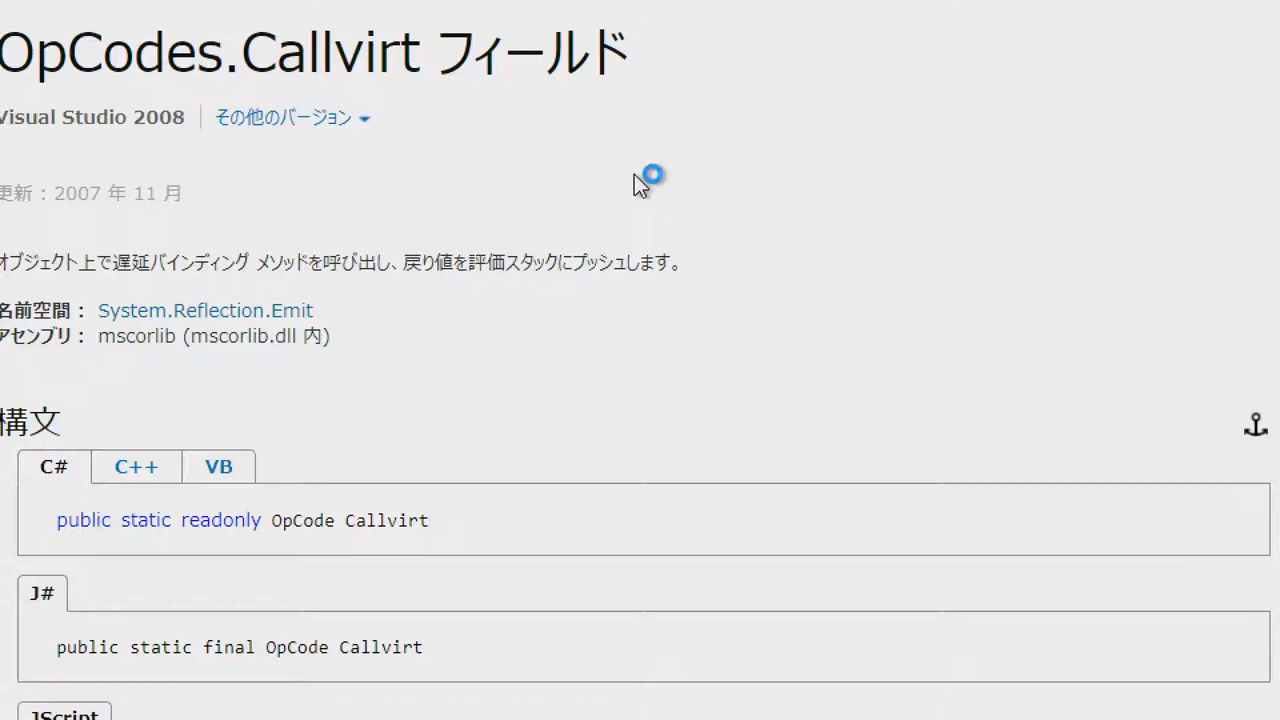 OpCodes.Callvirt フィールド
Visual Studio 2008 その他のバージョン
更新 : 2007 年 11 月
オブジェクト上で遅延バインディング メソッドを呼び出し、戻り値を評価スタックにプッシュします。
名前空間 : System.Reflection.Emit
アセンブリ : mscorlib (mscorlib.dll 内)
構文
C# C++ VB
public static readonly OpCode Callvirt
J#
public static final OpCode Callvirt
JScript